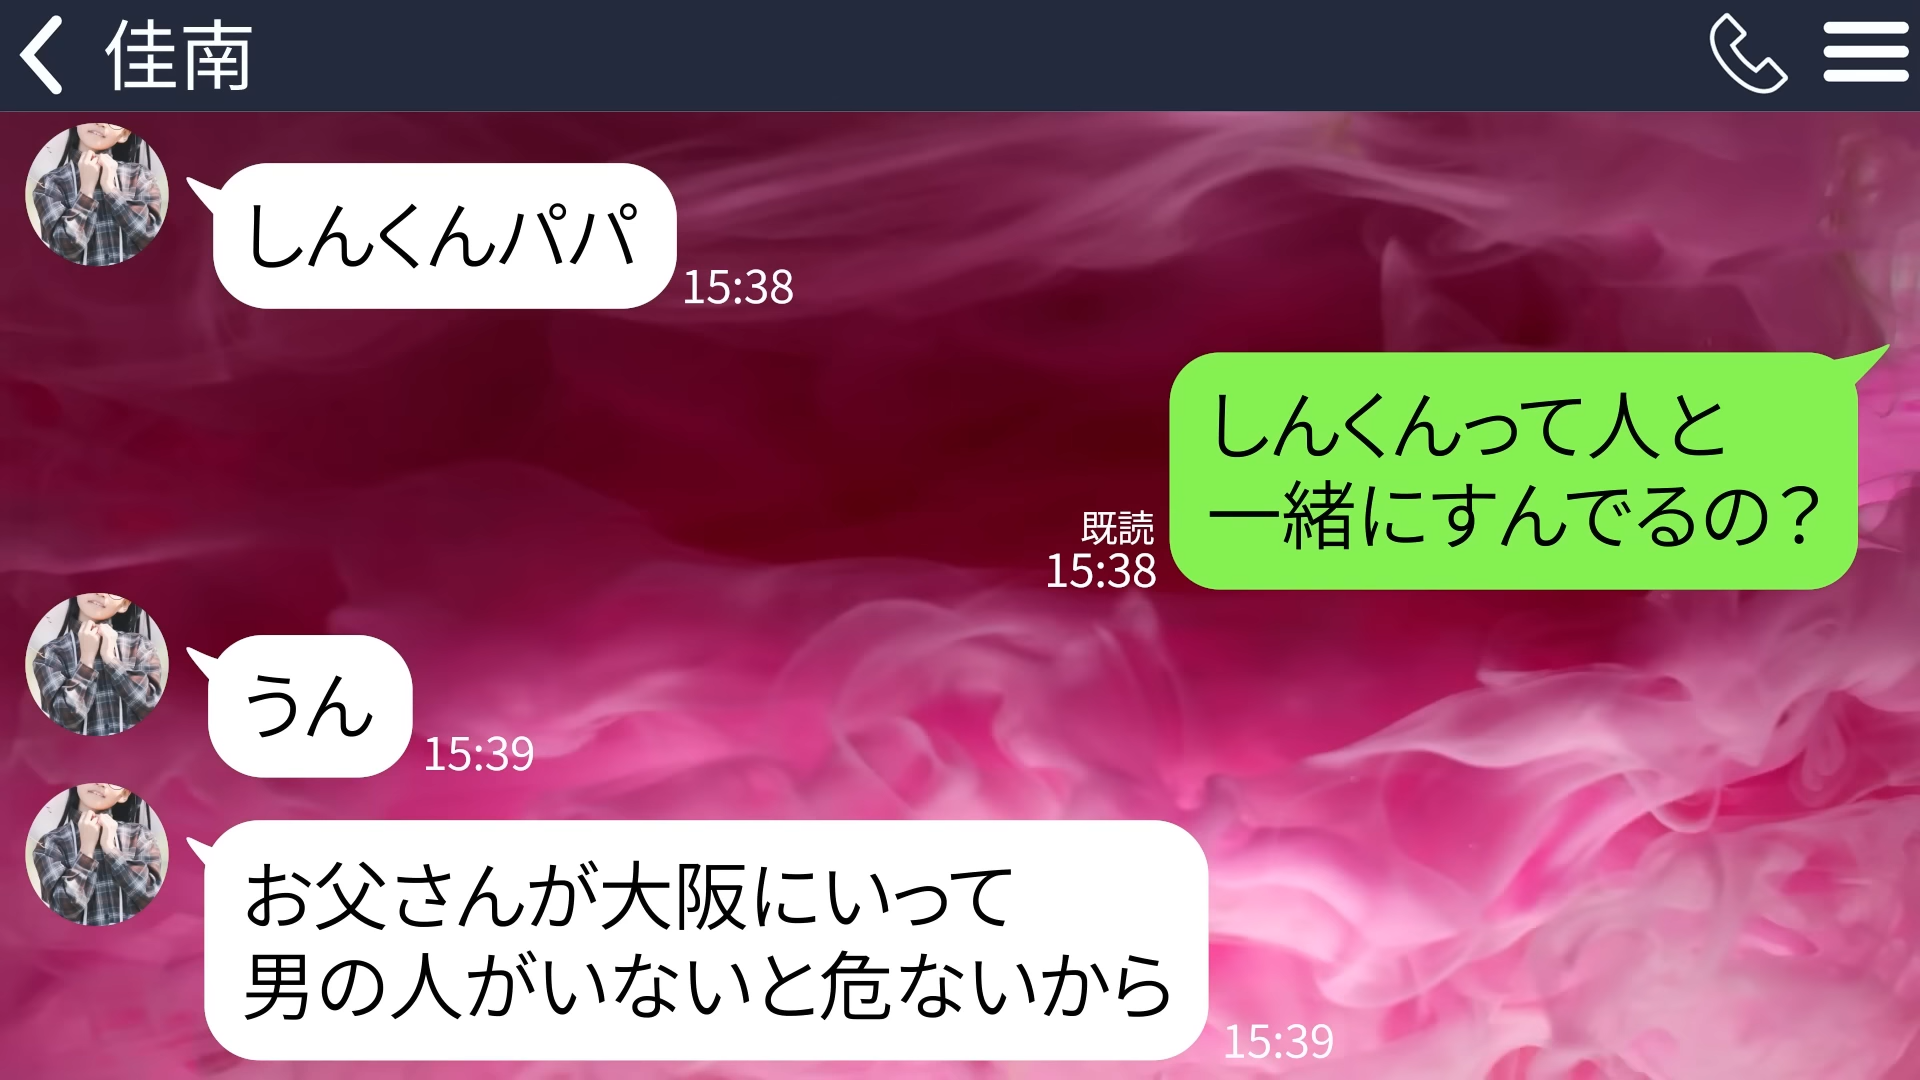 佳南
しんくんパパ
15:38
しんくんって人と
一緒にすんでるの？
既読
15:38
うん
15:39
お父さんが大阪にいって
男の人がいないと危ないから
15:39